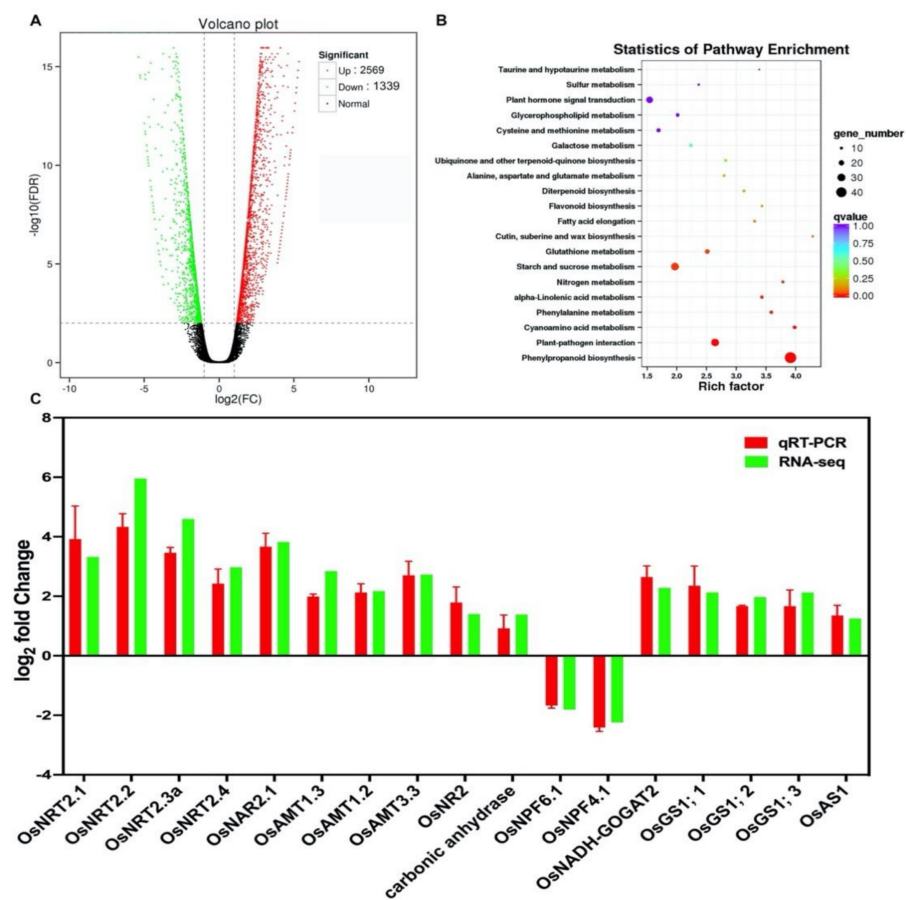 A
Volcano plot
Significant
Up : 2569
Down : 1339
Normal
15
10
5
0
-log10(FDR)
-10 -5 0 5 10
log2(FC)
B
Statistics of Pathway Enrichment
Taurine and hypotaurine metabolism
Sulfur metabolism
Plant hormone signal transduction
Glycerophospholipid metabolism
Cysteine and methionine metabolism
Galactose metabolism
Ubiquinone and other terpenoid-quinone biosynthesis
Alanine, aspartate and glutamate metabolism
Diterpenoid biosynthesis
Flavonoid biosynthesis
Fatty acid elongation
Cutin, suberine and wax biosynthesis
Glutathione metabolism
Starch and sucrose metabolism
Nitrogen metabolism
alpha-Linolenic acid metabolism
Phenylalanine metabolism
Cyanoamino acid metabolism
Plant-pathogen interaction
Phenylpropanoid biosynthesis
1.5 2.0 2.5 3.0 3.5 4.0
Rich factor
gene_number
10
20
30
40
qvalue
1.00
0.75
0.50
0.25
0.00
C
8
6
4
2
0
-2
-4
log2 fold Change
qRT-PCR
RNA-seq
OsNRT2.1
OsNRT2.2
OsNRT2.3a
OsNRT2.4
OsNAR2.1
OsAMT1.3
OsAMT1.2
OsAMT3.3
OsNR2
carbonic anhydrase
OsNPF6.1
OsNPF4.1
OsNADH-GOGAT2
OsGS1; 1
OsGS1; 2
OsGS1; 3
OsAS1